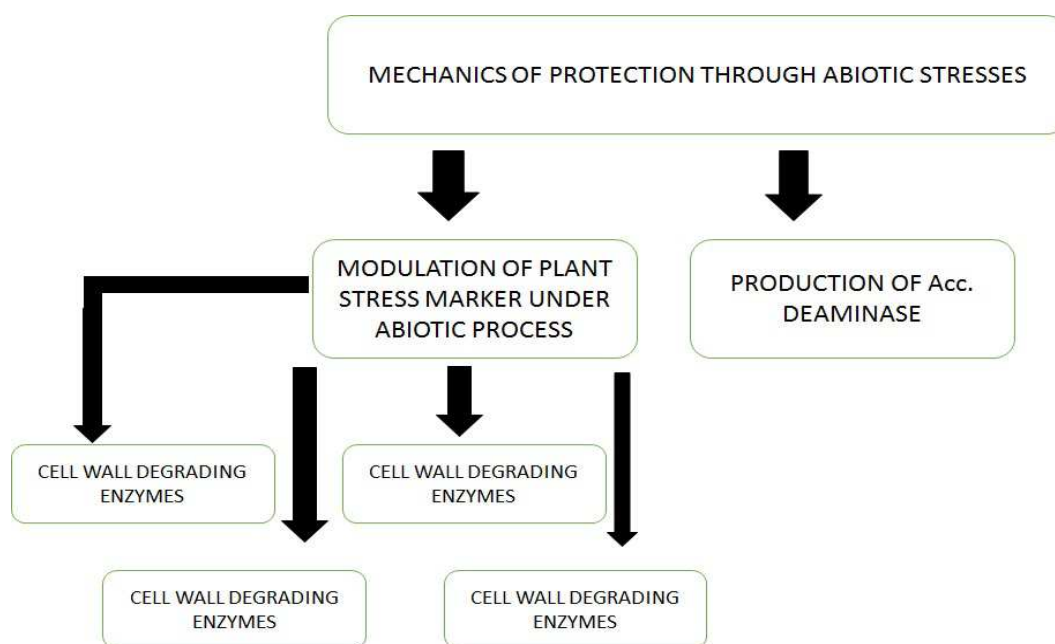 MECHANICS OF PROTECTION THROUGH ABIOTIC STRESSES
MODULATION OF PLANT
STRESS MARKER UNDER
ABIOTIC PROCESS
PRODUCTION OF Acc.
DEAMINASE
CELL WALL DEGRADING
ENZYMES
CELL WALL DEGRADING
ENZYMES
CELL WALL DEGRADING
ENZYMES
CELL WALL DEGRADING
ENZYMES